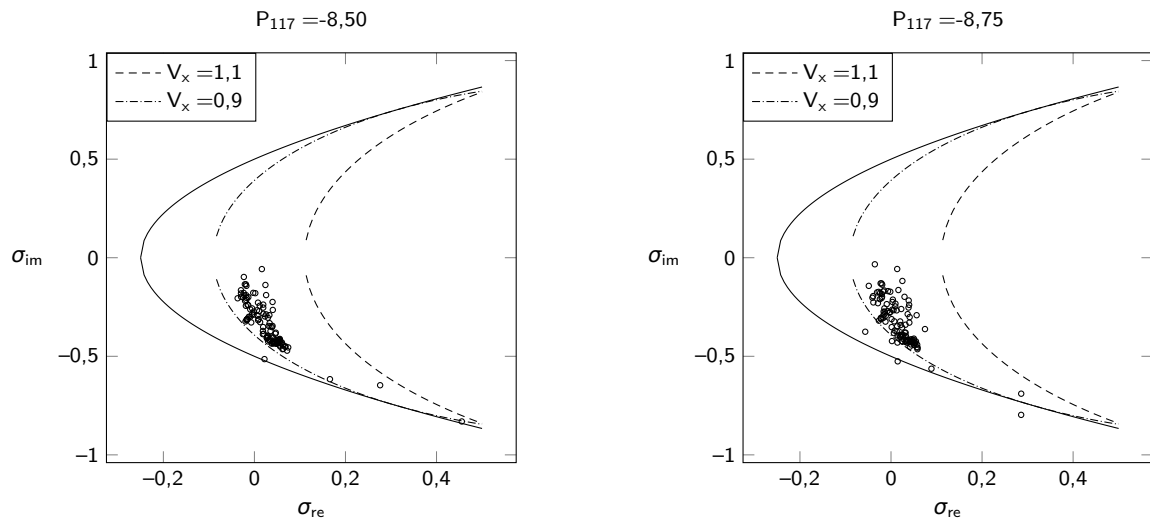 P₁₁₇ =-8,50
V_x =1,1
V_x =0,9
1
0,5
0
−0,5
−1
σ_im
−0,2 0 0,2 0,4
σ_re
P₁₁₇ =-8,75
V_x =1,1
V_x =0,9
1
0,5
0
−0,5
−1
σ_im
−0,2 0 0,2 0,4
σ_re